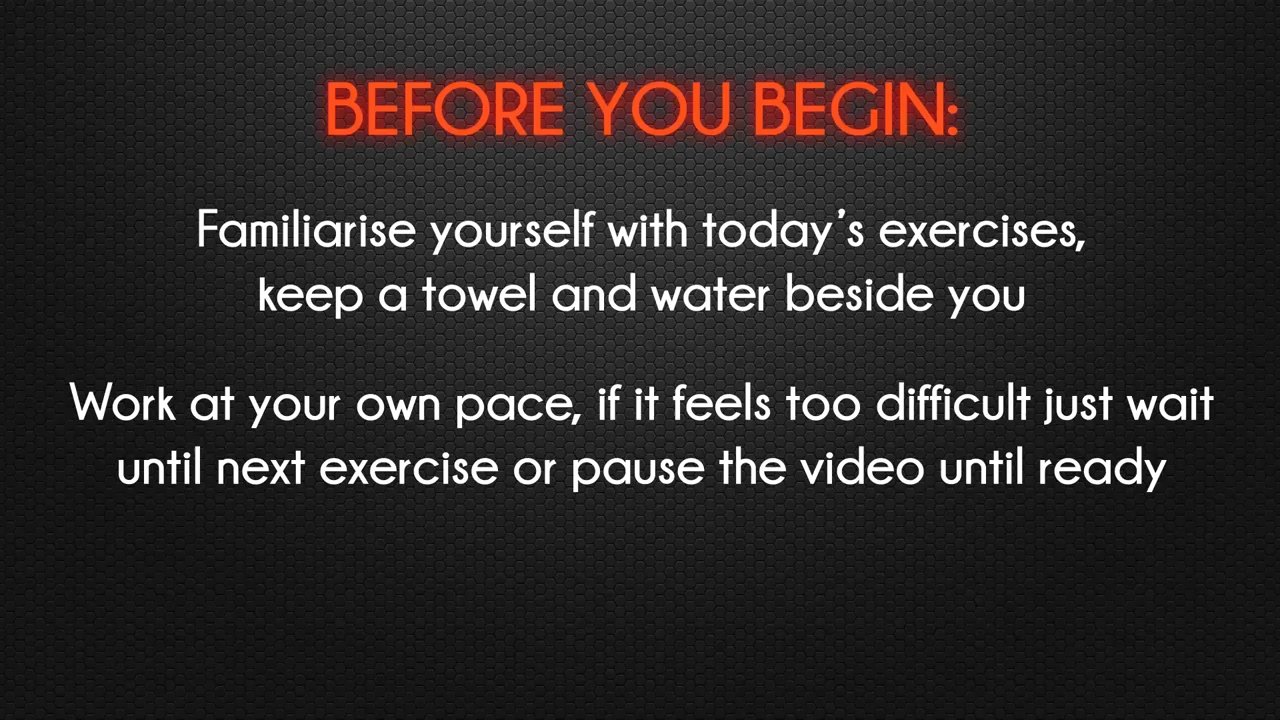 BEFORE YOU BEGIN:
Familiarise yourself with today's exercises,
keep a towel and water beside you
Work at your own pace, if it feels too difficult just wait
until next exercise or pause the video until ready